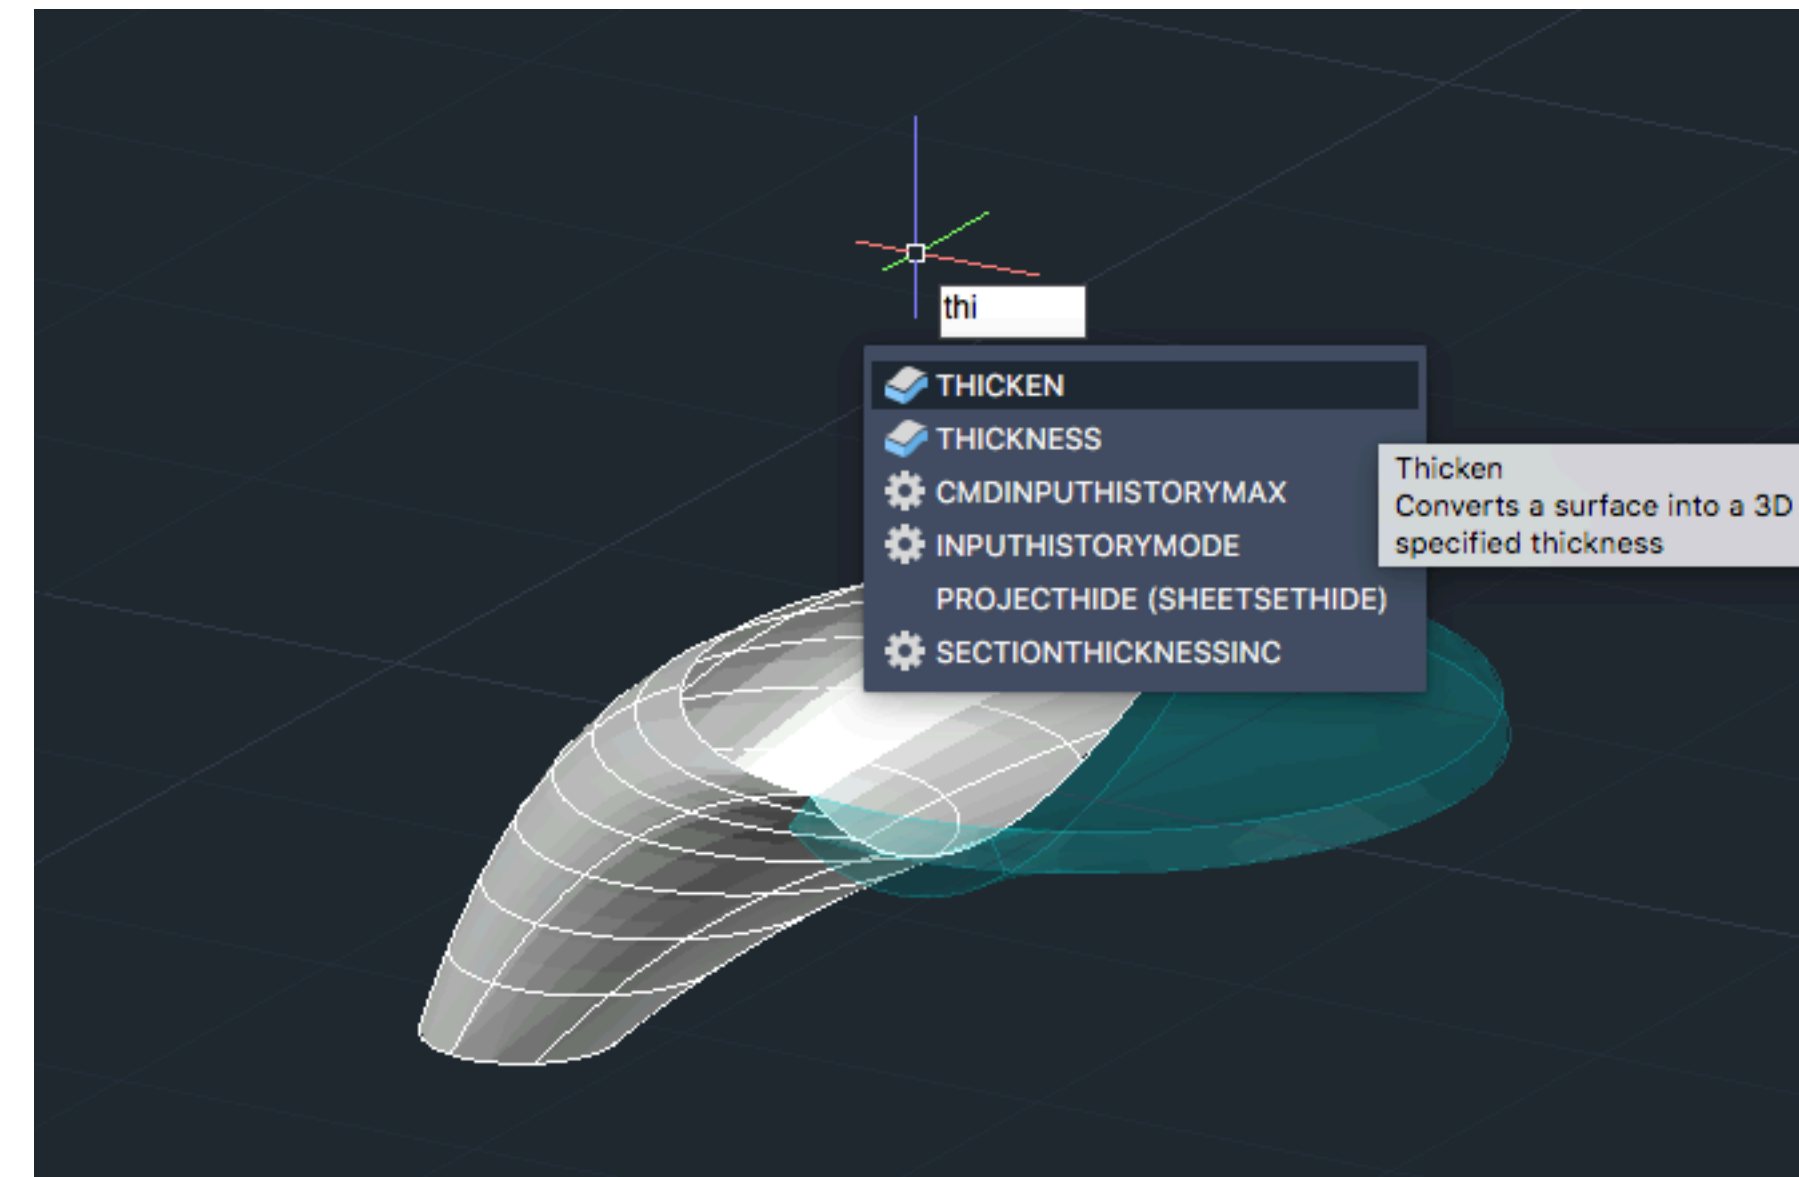 thi
THICKEN
THICKNESS
CMDINPUTHISTORYMAX
INPUTHISTORYMODE
PROJECTHIDE (SHEETSETHIDE)
SECTIONTHICKNESSINC
Thicken
Converts a surface into a 3D
specified thickness